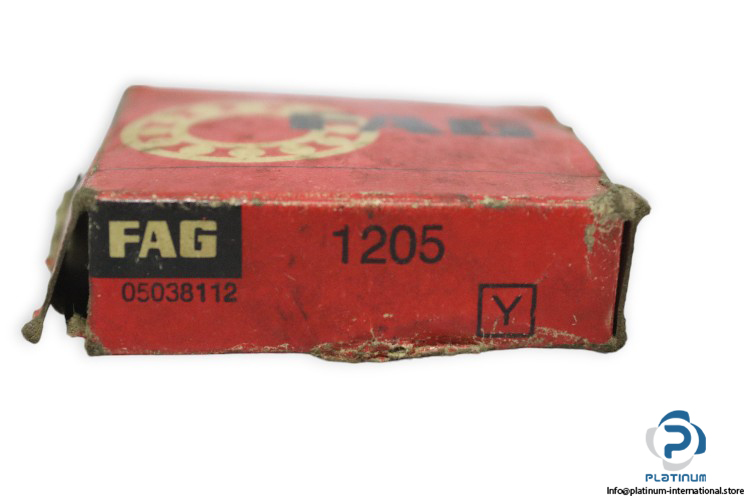 FAG
FAG
1205
05038112
Y
PLATINUM
Info@platinum-international.store